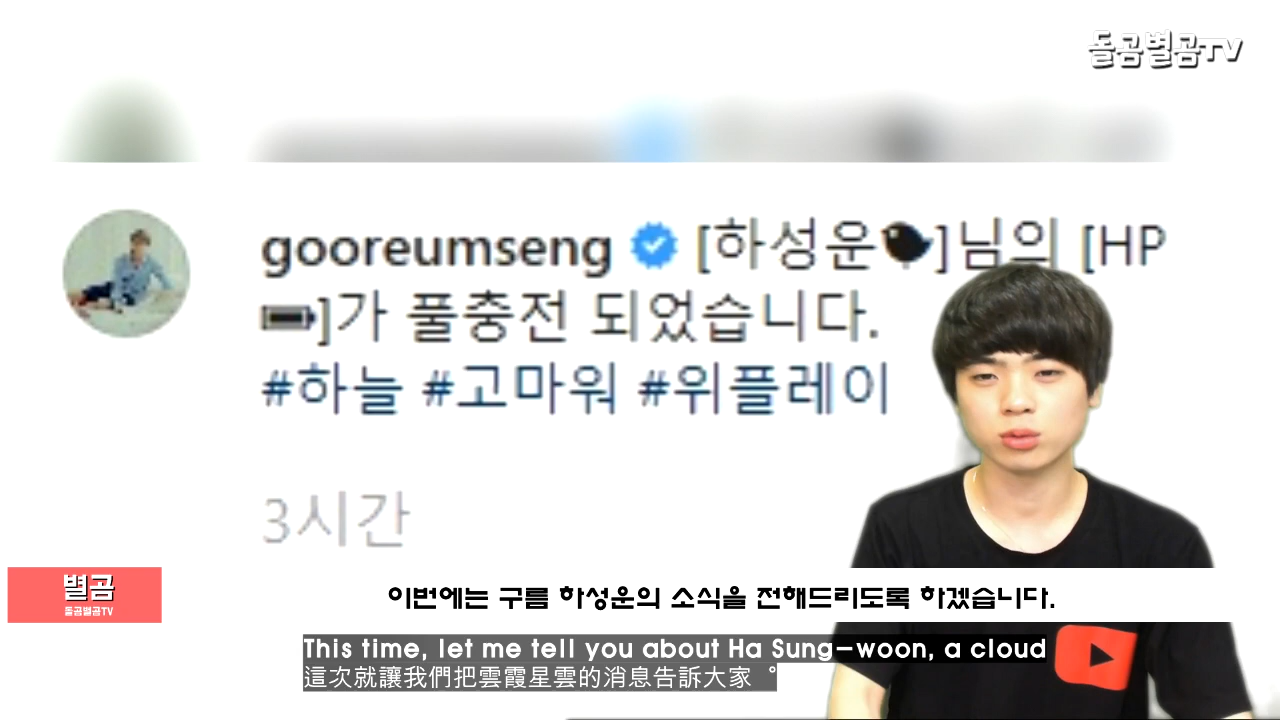 돌곰별곰TV
gooreumseng [하성운]님의 [HP
]가 풀충전 되었습니다.
#하늘 #고마워 #위플레이
3시간
별곰
돌곰별곰TV
이번에는 구름 하성운의 소식을 전해드리도록 하겠습니다.
This time, let me tell you about Ha Sung-woon, a cloud
這次就讓我們把雲霞星雲的消息告訴大家。